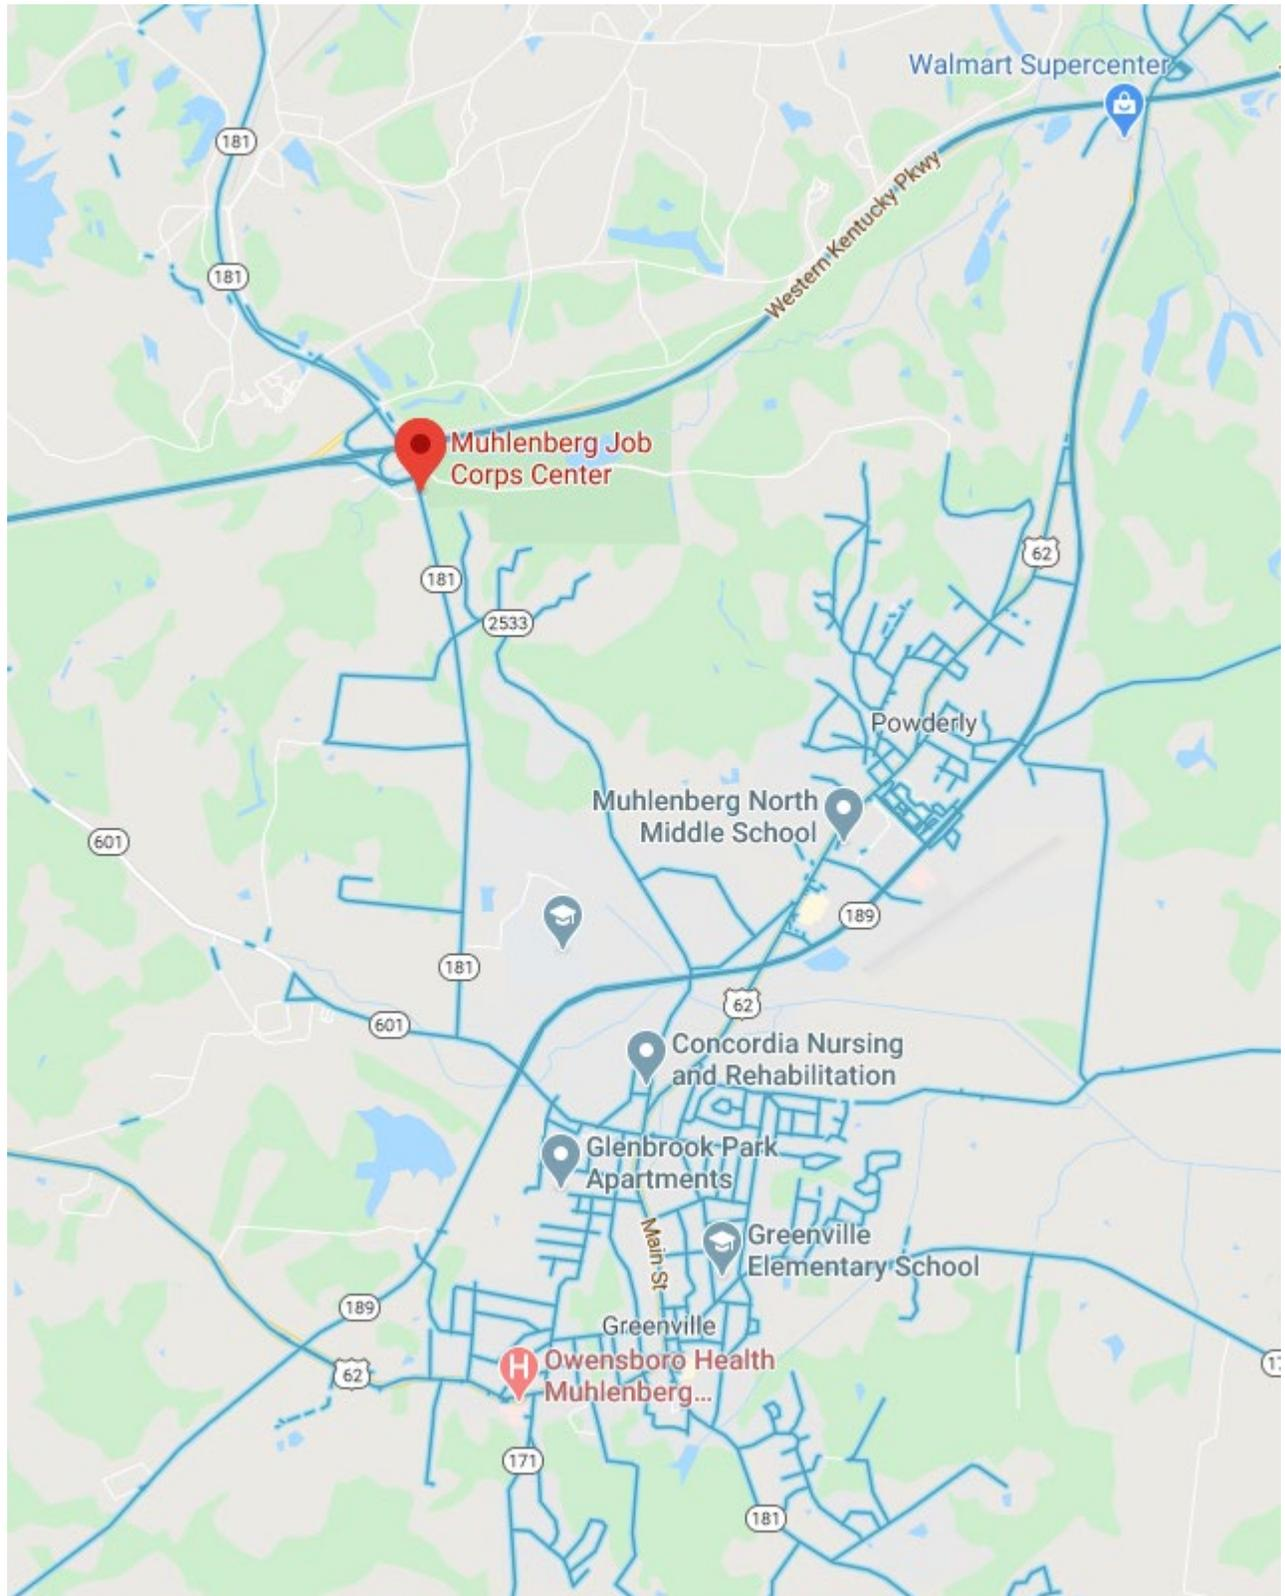 Walmart Supercenter
181
Western Kentucky Pkwy
181
Muhlenberg Job
Corps Center
62
181
2533
Powderly
Muhlenberg North
Middle School
601
189
181
62
601
Concordia Nursing
and Rehabilitation
Glenbrook Park
Apartments
Main St
Greenville
Elementary School
189
Greenville
62
H
Owensboro Health
Muhlenberg...
171
181